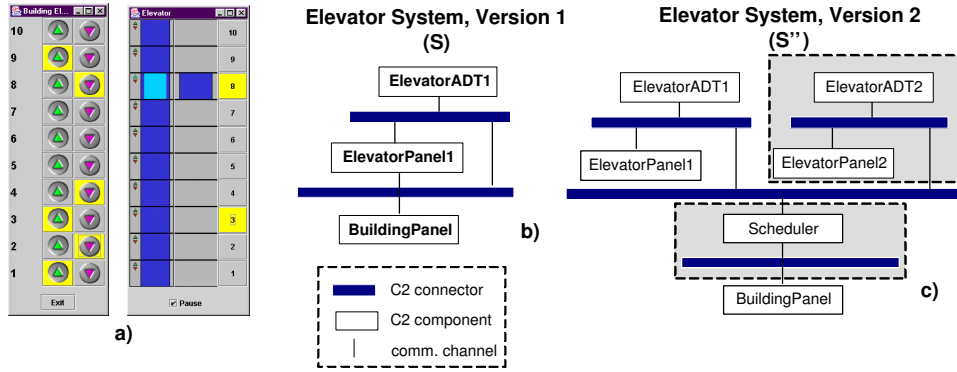 Building El...
10
9
8
7
6
5
4
3
2
1
Exit
Elevator
10
9
8
7
6
5
4
3
2
1
Pause
a)
Elevator System, Version 1
(S)
ElevatorADT1
ElevatorPanel1
BuildingPanel
b)
C2 connector
C2 component
comm. channel
Elevator System, Version 2
(S’’)
ElevatorADT1
ElevatorADT2
ElevatorPanel1
ElevatorPanel2
Scheduler
BuildingPanel
c)